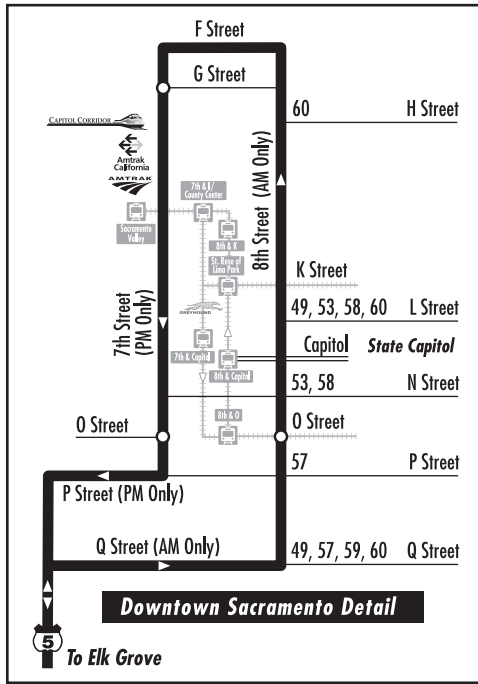 F Street
G Street
60 H Street
CAPITOL CORRIDOR
Amtrak
California
AMTRAK
7th & I/
County Center
Sacramento
Valley
8th & K
St. Rose of
Lima Park
8th Street (AM Only)
K Street
GREYHOUND
7th Street
(PM Only)
49, 53, 58, 60 L Street
7th & Capitol
Capitol State Capitol
8th & Capitol
53, 58 N Street
8th & O
O Street
O Street
57 P Street
P Street (PM Only)
Q Street (AM Only)
49, 57, 59, 60 Q Street
Downtown Sacramento Detail
5
To Elk Grove